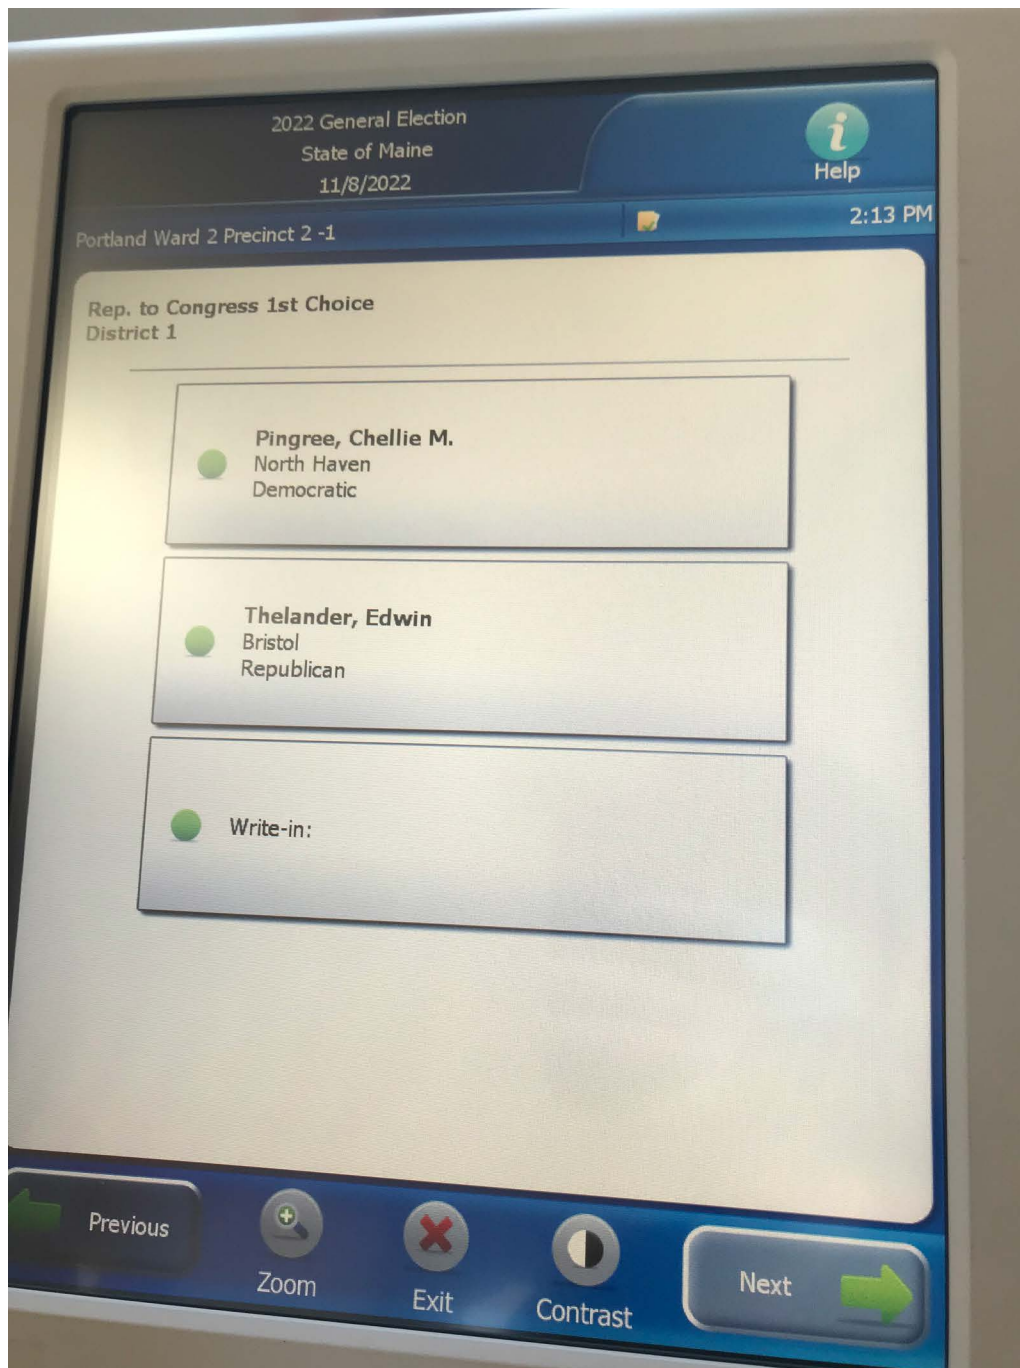 2022 General Election
State of Maine
11/8/2022
Help
Portland Ward 2 Precinct 2 -1
2:13 PM
Rep. to Congress 1st Choice
District 1
Pingree, Chellie M.
North Haven
Democratic
Thelander, Edwin
Bristol
Republican
Write-in:
Previous
Zoom
Exit
Contrast
Next